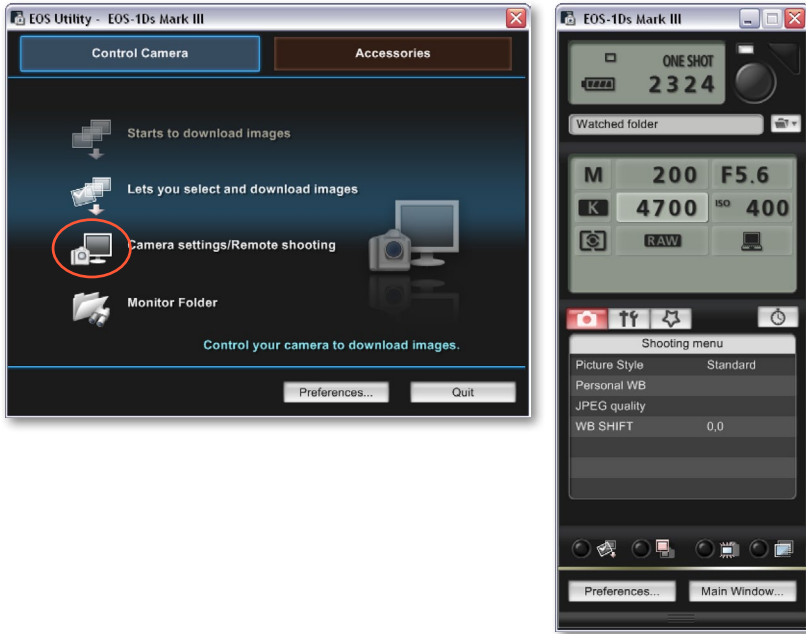 EOS Utility - EOS-1Ds Mark III
Control Camera
Accessories
Starts to download images
Lets you select and download images
Camera settings/Remote shooting
Monitor Folder
Control your camera to download images.
Preferences...
Quit
EOS-1Ds Mark III
ONE SHOT
2324
Watched folder
M 200 F5.6
K 4700 ISO 400
RAW
Shooting menu
Picture Style Standard
Personal WB
JPEG quality
WB SHIFT 0,0
Preferences...
Main Window...